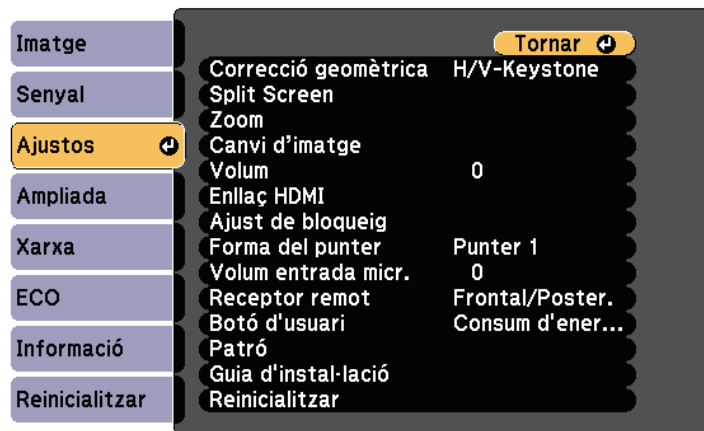 Imatge
Senyal
Ajustos
Ampliada
Xarxa
ECO
Informació
Reinicialitzar
Tornar
Correcció geomètrica H/V-Keystone
Split Screen
Zoom
Canvi d'imatge
Volum 0
Enllaç HDMI
Ajust de bloqueig
Forma del punter Punter 1
Volum entrada micr. 0
Receptor remot Frontal/Poster.
Botó d'usuari Consum d'ener...
Patró
Guia d'instal·lació
Reinicialitzar